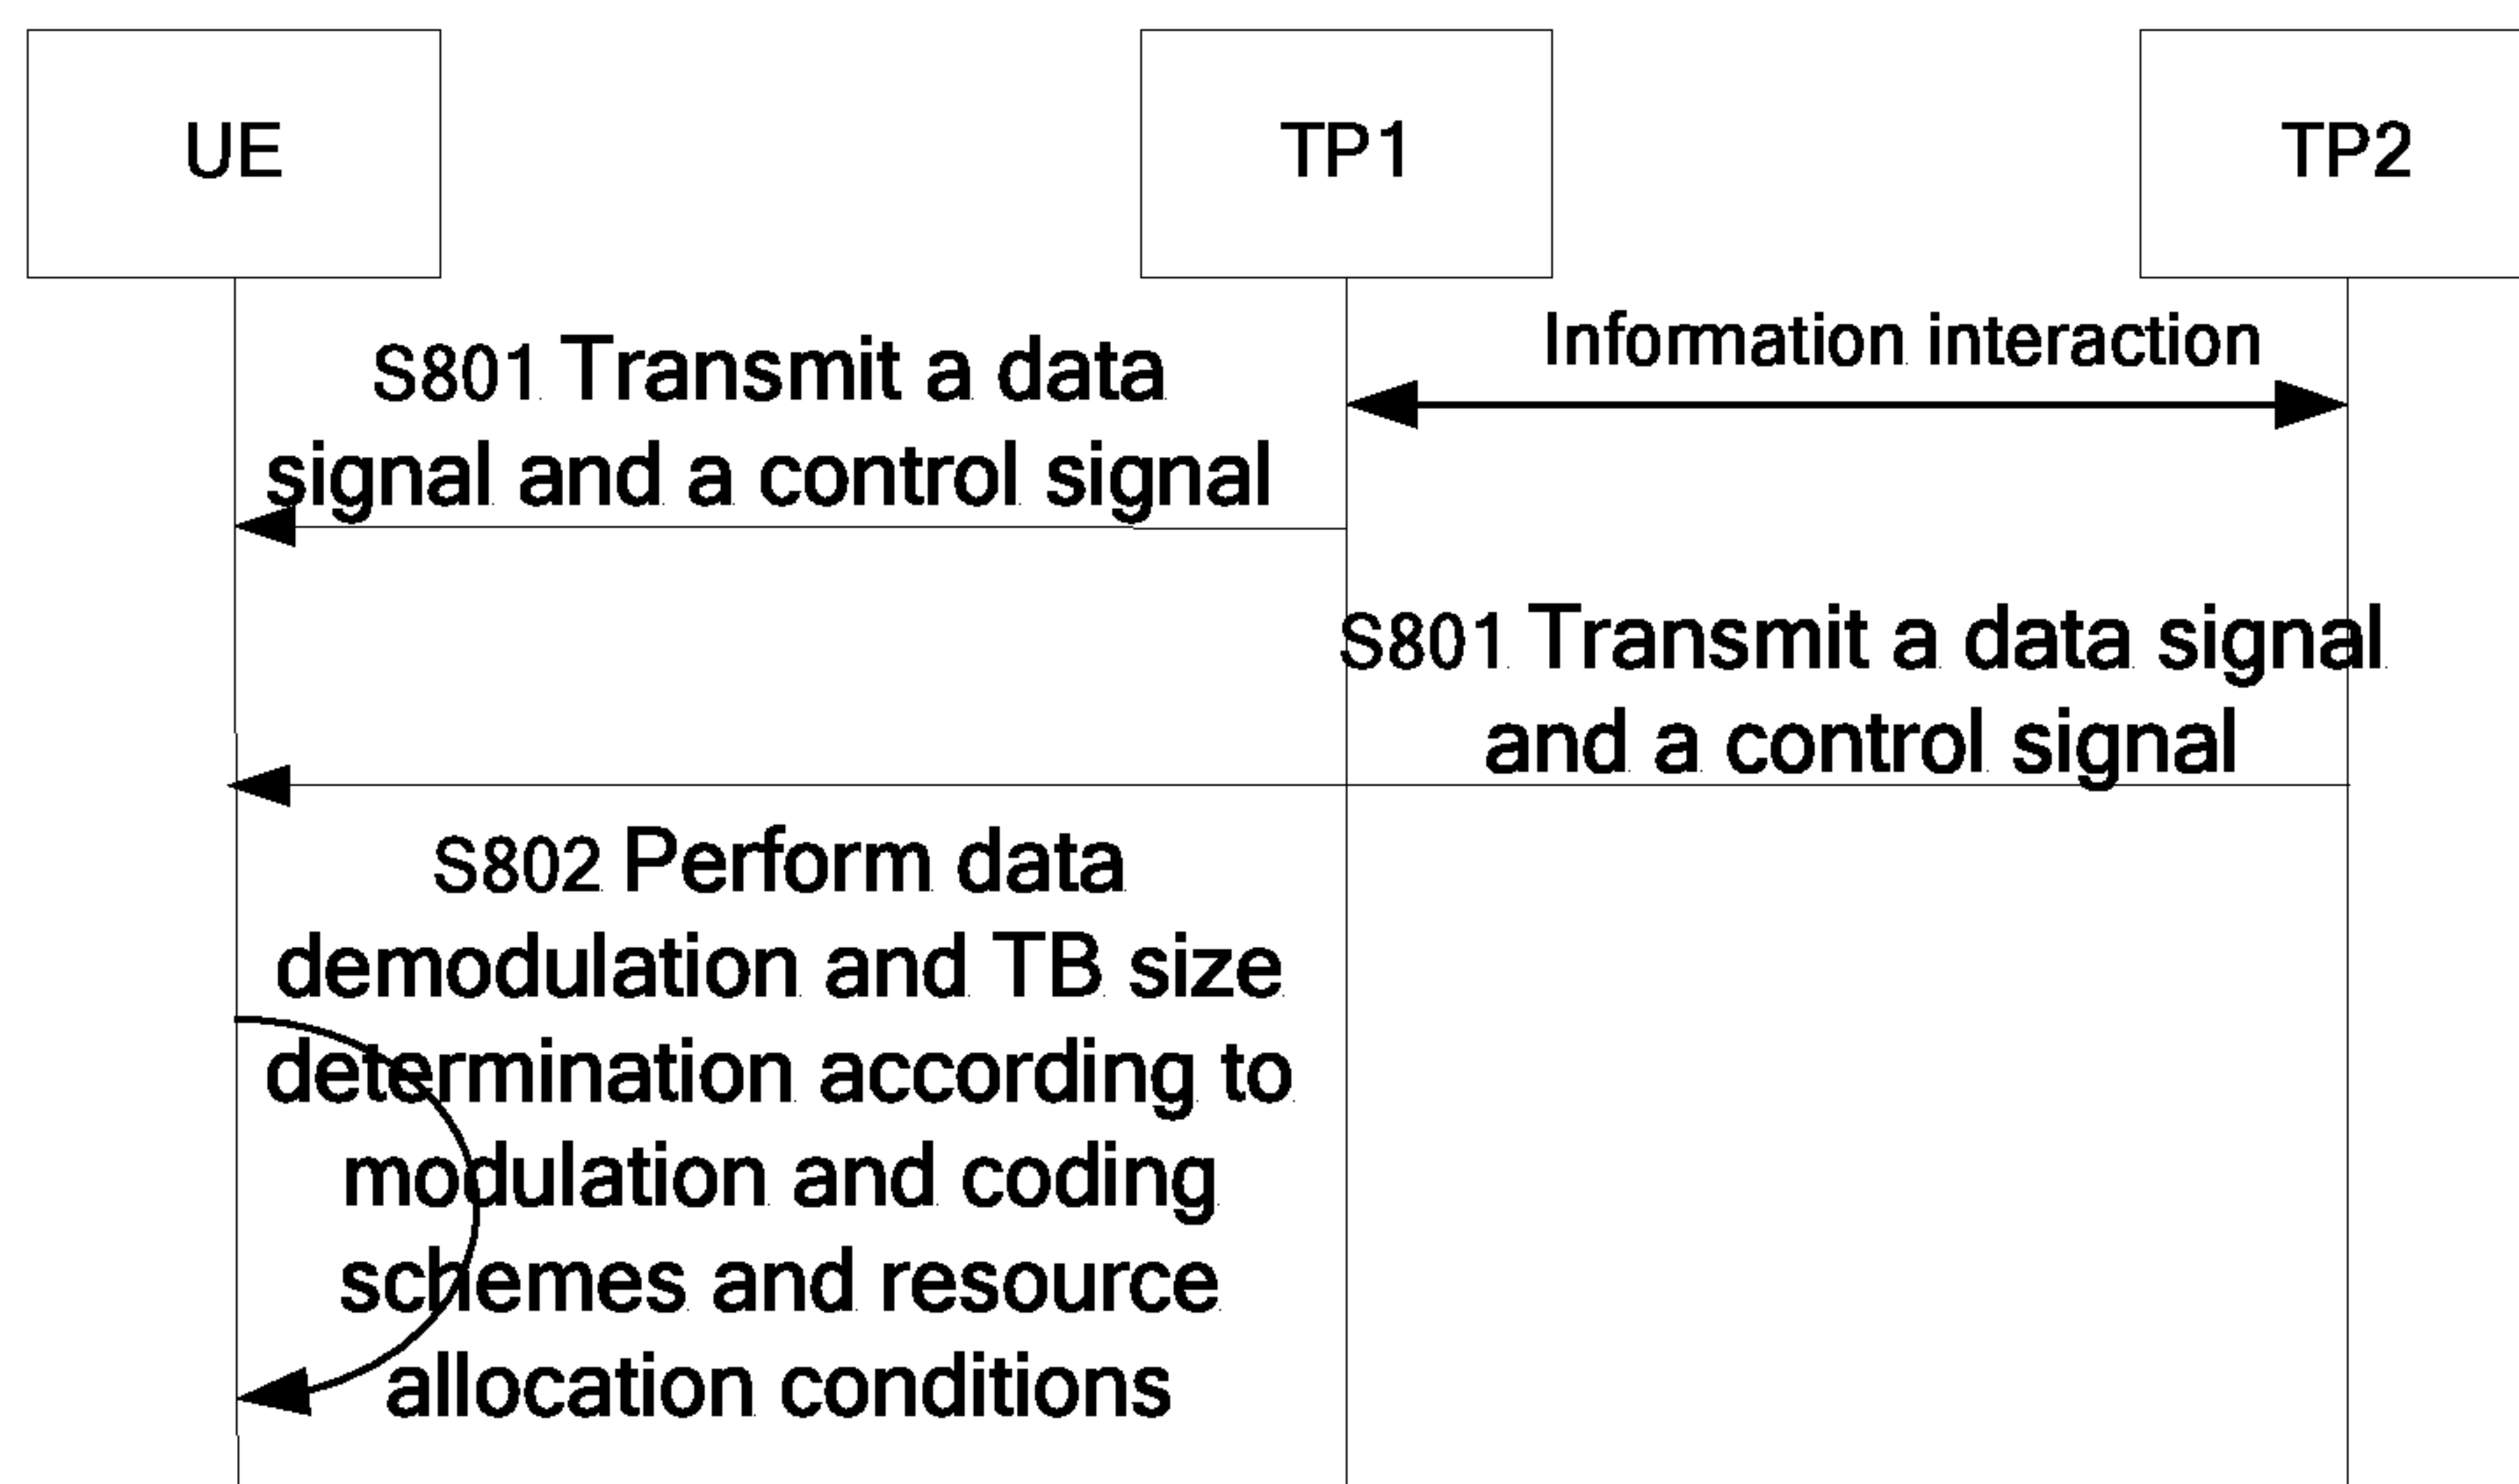 UE
TP1
TP2
Information interaction
S801 Transmit a data
signal and a control signal
S801 Transmit a data signal
and a control signal
S802 Perform data
demodulation and TB size
determination according to
modulation and coding
schemes and resource
allocation conditions